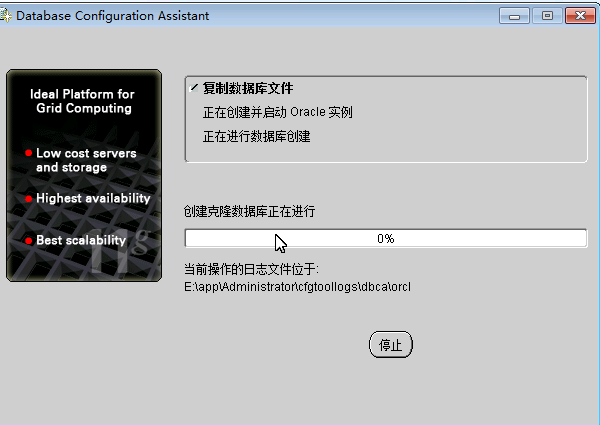 Database Configuration Assistant
Ideal Platform for
Grid Computing
Low cost servers
and storage
Highest availability
Best scalability
11g
复制数据库文件
正在创建并启动 Oracle 实例
正在进行数据库创建
创建克隆数据库正在进行
0%
当前操作的日志文件位于:
E:\app\Administrator\cfgtoollogs\dbca\orcl
停止